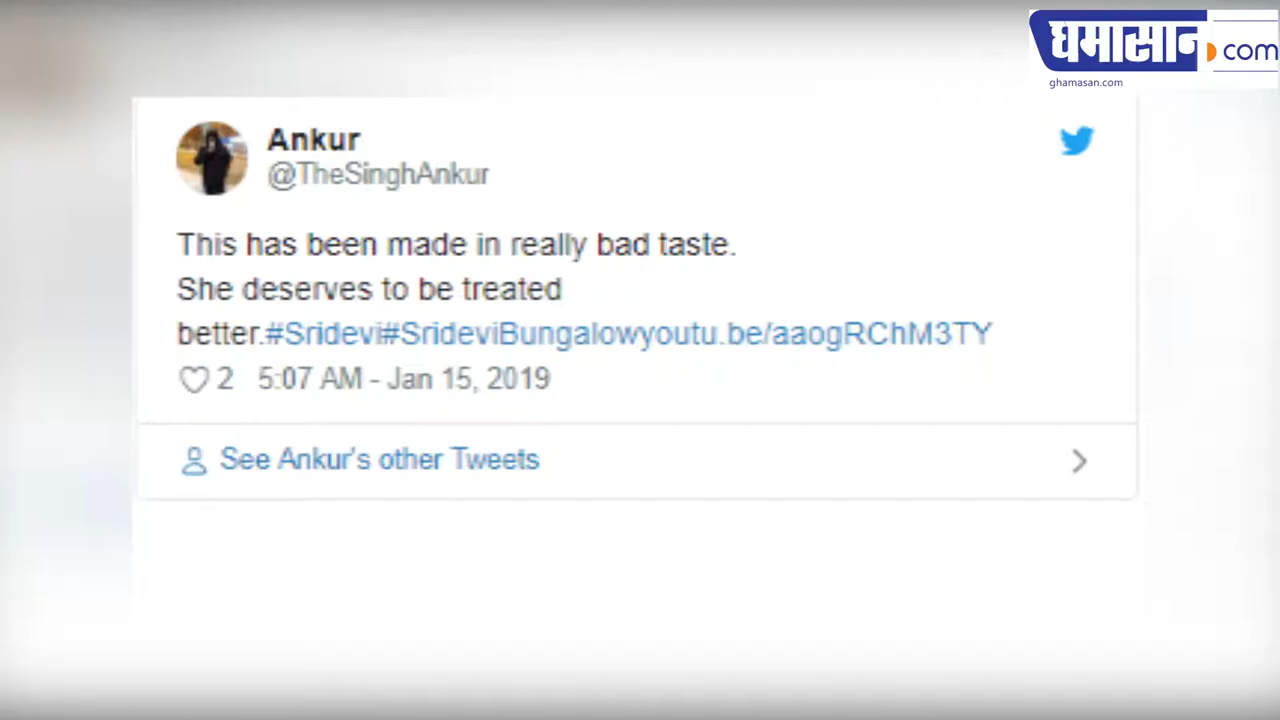 घमासान.com
ghamasan.com
Ankur
@TheSinghAnkur
This has been made in really bad taste.
She deserves to be treated
better.#Sridevi#SrideviBungalowyoutu.be/aaogRChM3TY
2 5:07 AM - Jan 15, 2019
See Ankur's other Tweets